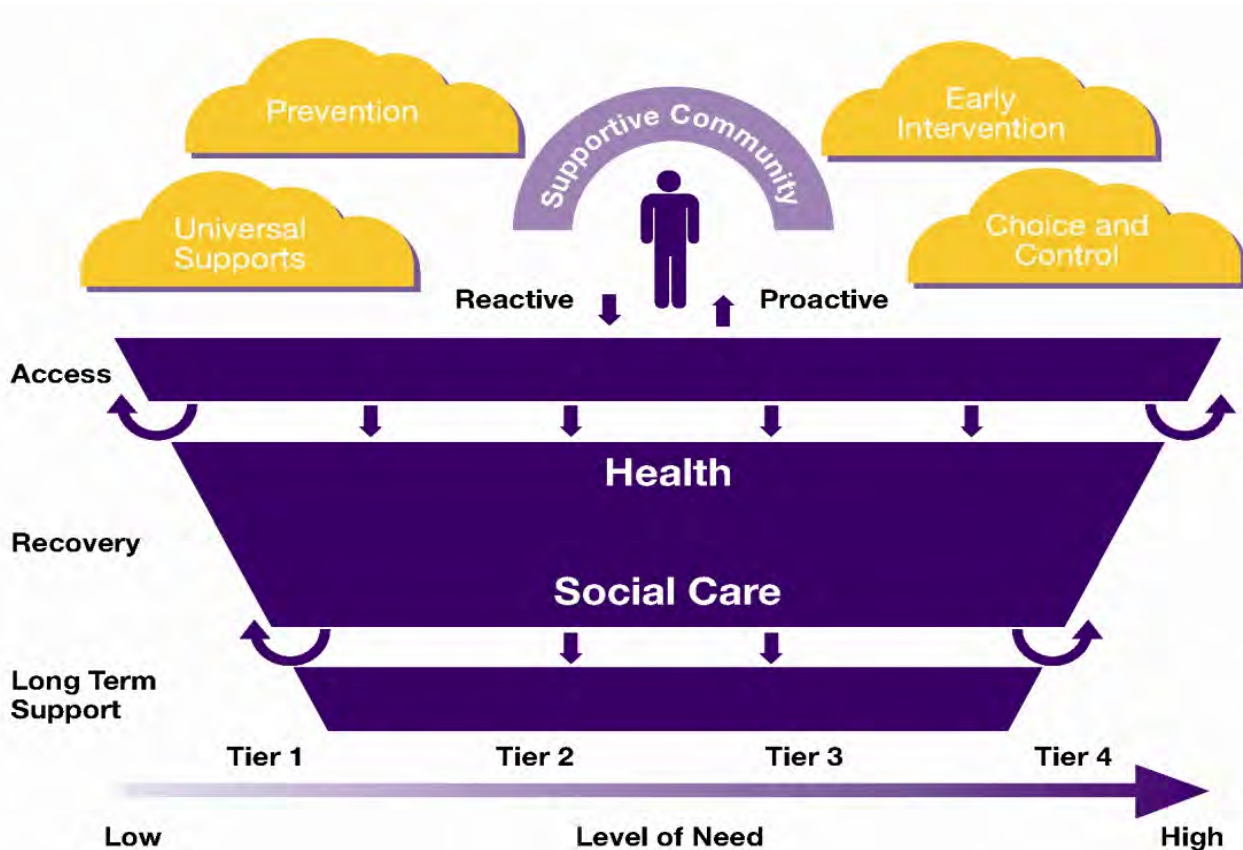 Prevention
Supportive Community
Early
Intervention
Universal
Supports
Choice and
Control
Reactive
Proactive
Access
Health
Recovery
Social Care
Long Term
Support
Tier 1
Tier 2
Tier 3
Tier 4
Low
Level of Need
High